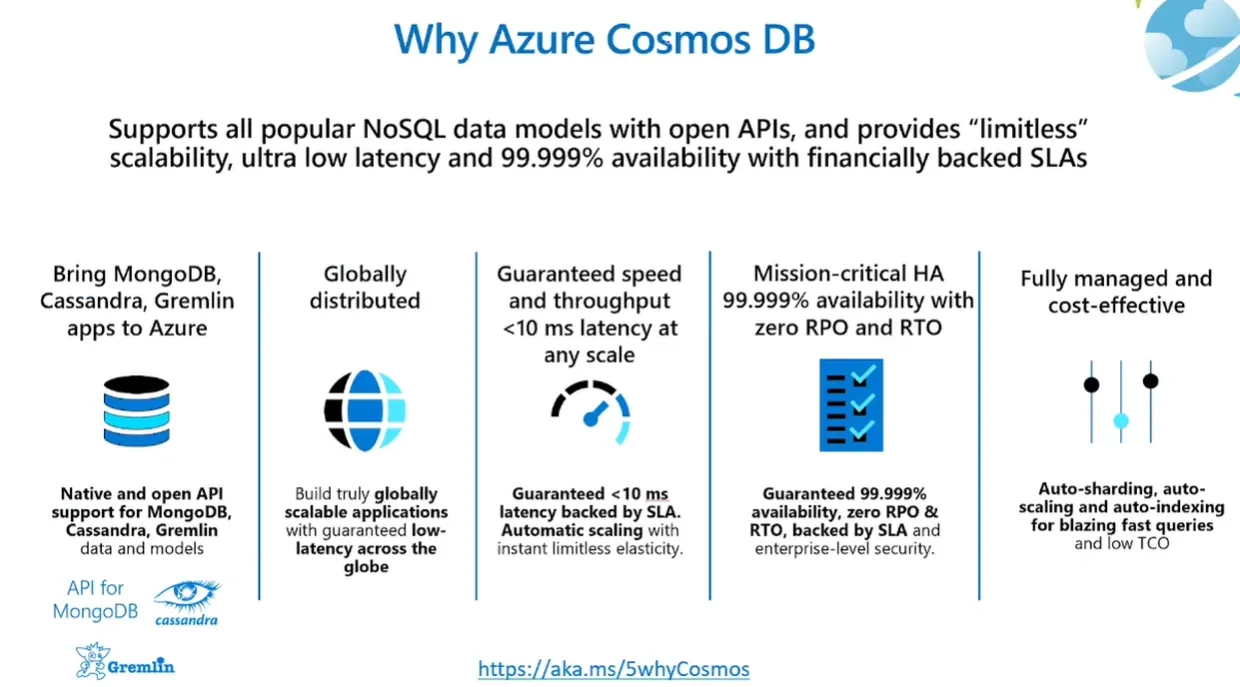 Why Azure Cosmos DB
Supports all popular NoSQL data models with open APIs, and provides “limitless”
scalability, ultra low latency and 99.999% availability with financially backed SLAs
Bring MongoDB,
Cassandra, Gremlin
apps to Azure
Native and open API
support for MongoDB,
Cassandra, Gremlin
data and models
API for
MongoDB
cassandra
Gremlin
Globally
distributed
Build truly globally
scalable applications
with guaranteed low-
latency across the
globe
Guaranteed speed
and throughput
<10 ms latency at
any scale
Guaranteed <10 ms
latency backed by SLA.
Automatic scaling with
instant limitless elasticity.
Mission-critical HA
99.999% availability with
zero RPO and RTO
Guaranteed 99.999%
availability, zero RPO &
RTO, backed by SLA and
enterprise-level security.
Fully managed and
cost-effective
Auto-sharding, auto-
scaling and auto-indexing
for blazing fast queries
and low TCO
https://aka.ms/5whyCosmos